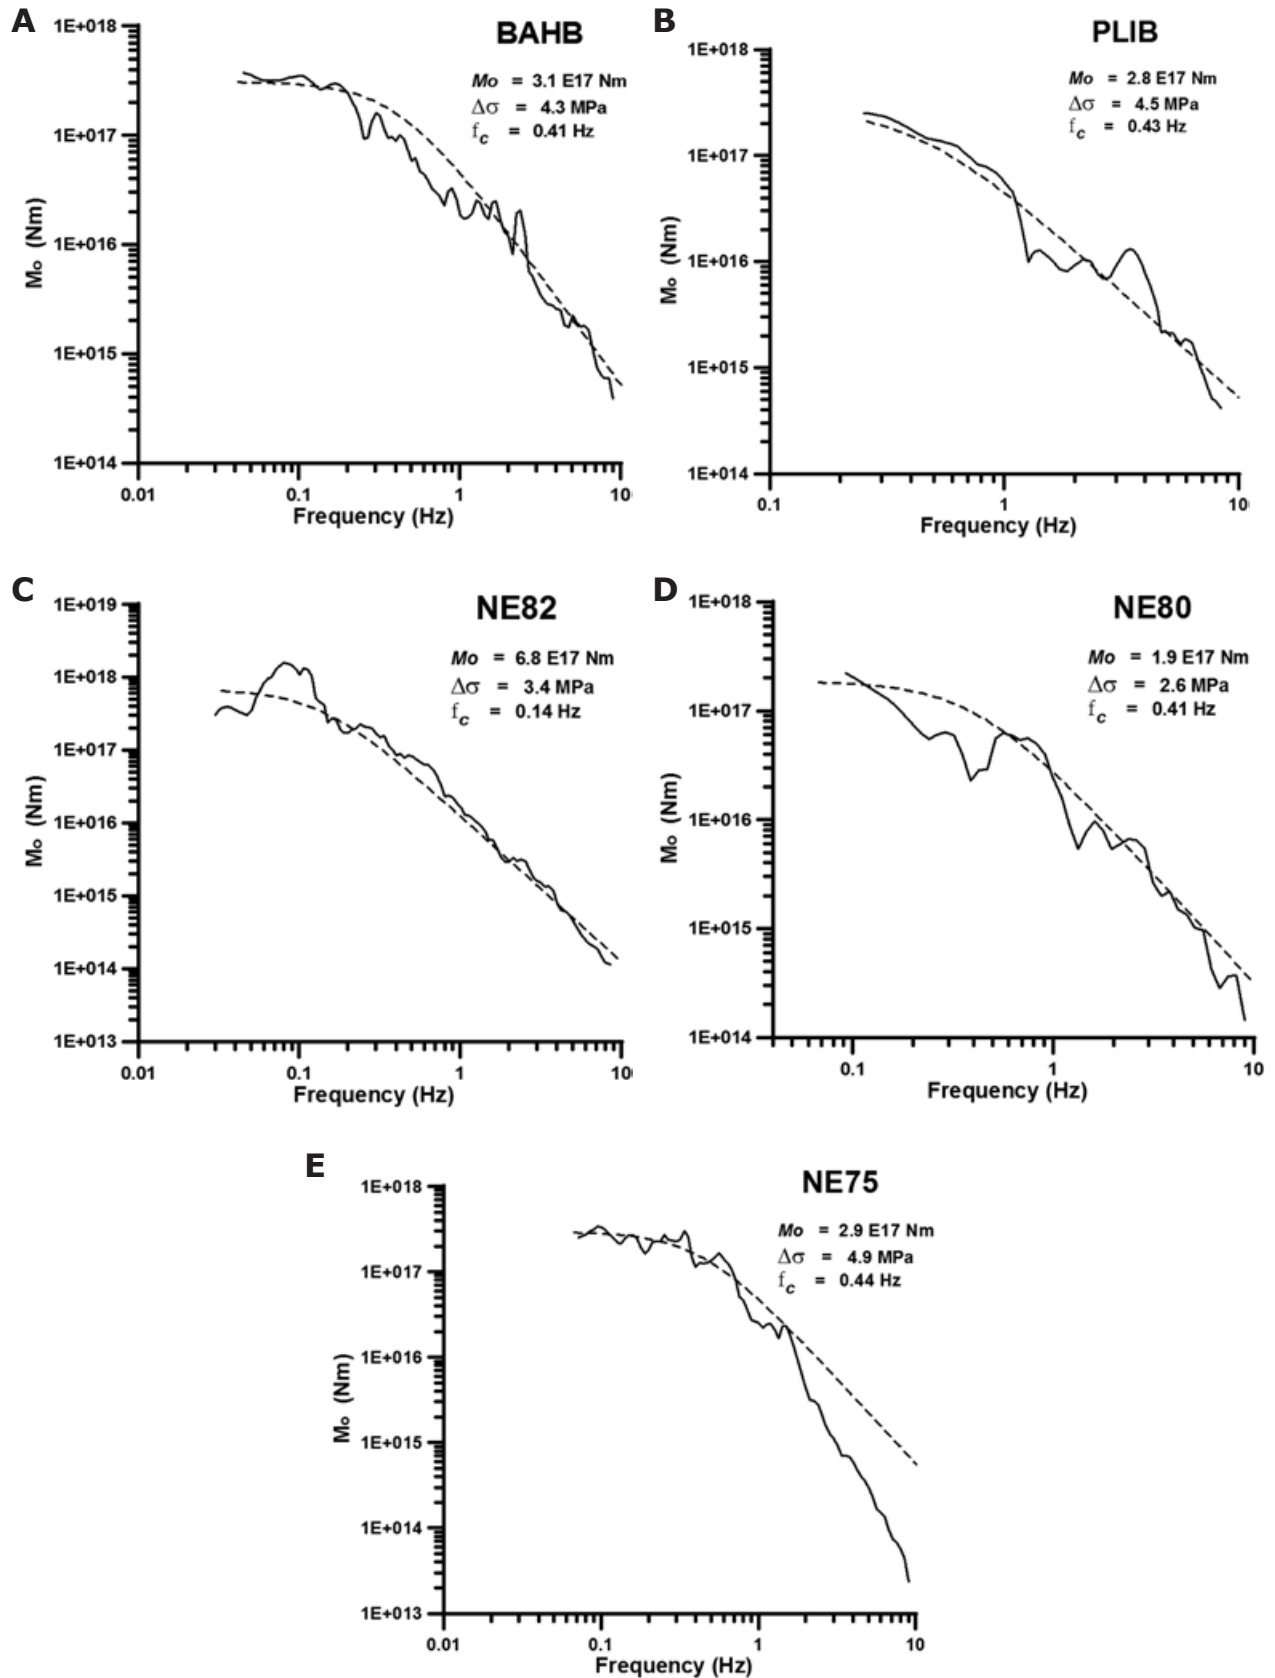 A
BAHB
Mo = 3.1 E17 Nm
Δσ = 4.3 MPa
fc = 0.41 Hz
1E+018
1E+017
1E+016
1E+015
1E+014
Mo (Nm)
0.01 0.1 1 10
Frequency (Hz)
B
PLIB
Mo = 2.8 E17 Nm
Δσ = 4.5 MPa
fc = 0.43 Hz
1E+018
1E+017
1E+016
1E+015
1E+014
Mo (Nm)
0.1 1 10
Frequency (Hz)
C
NE82
Mo = 6.8 E17 Nm
Δσ = 3.4 MPa
fc = 0.14 Hz
1E+019
1E+018
1E+017
1E+016
1E+015
1E+014
1E+013
Mo (Nm)
0.01 0.1 1 10
Frequency (Hz)
D
NE80
Mo = 1.9 E17 Nm
Δσ = 2.6 MPa
fc = 0.41 Hz
1E+018
1E+017
1E+016
1E+015
1E+014
Mo (Nm)
0.1 1 10
Frequency (Hz)
E
NE75
Mo = 2.9 E17 Nm
Δσ = 4.9 MPa
fc = 0.44 Hz
1E+018
1E+017
1E+016
1E+015
1E+014
1E+013
Mo (Nm)
0.01 0.1 1 10
Frequency (Hz)